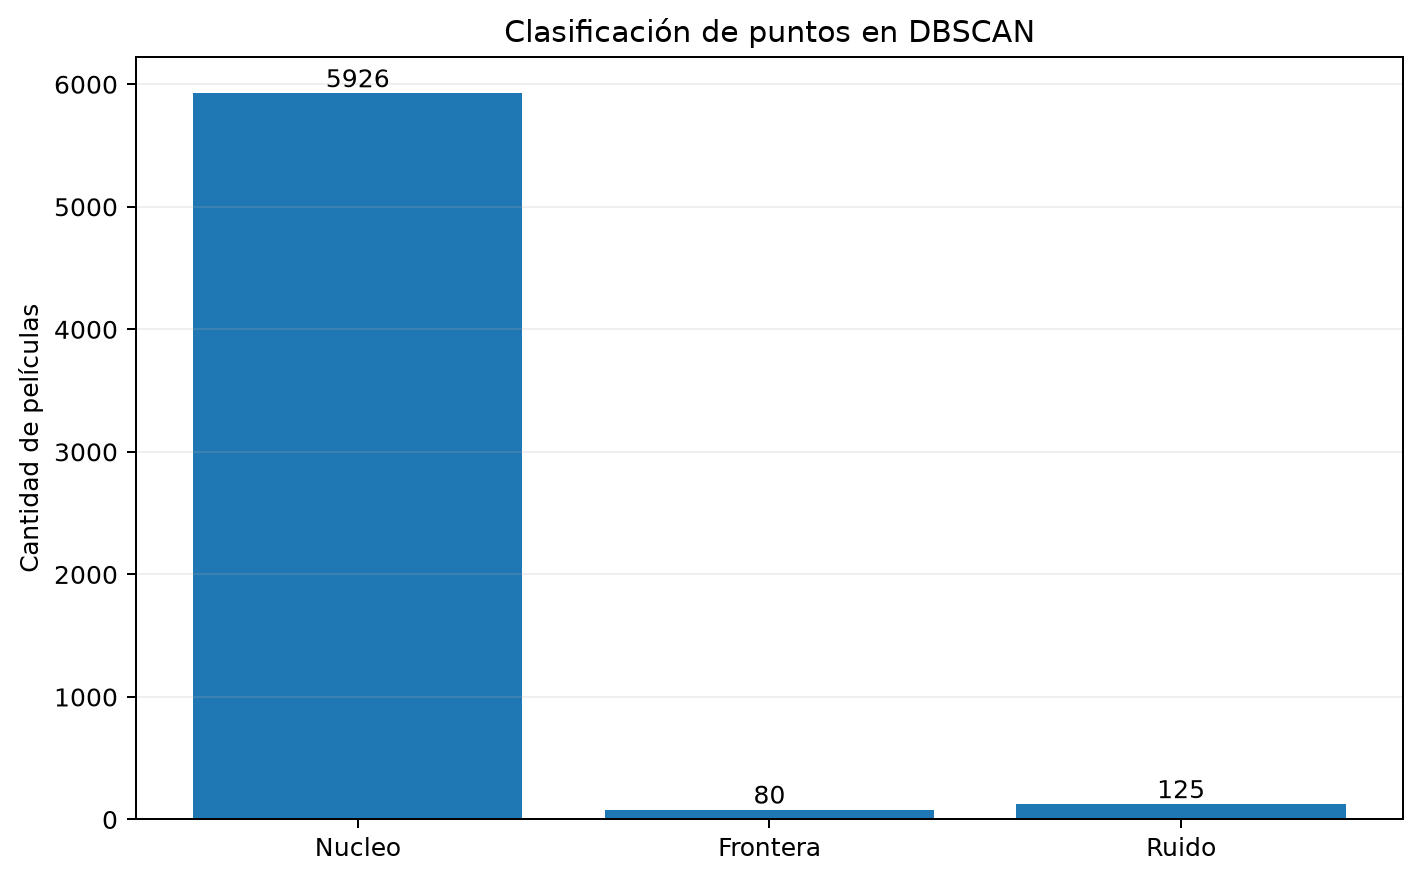 Clasificación de puntos en DBSCAN
Cantidad de películas
6000
5000
4000
3000
2000
1000
0
5926
80
125
Nucleo
Frontera
Ruido